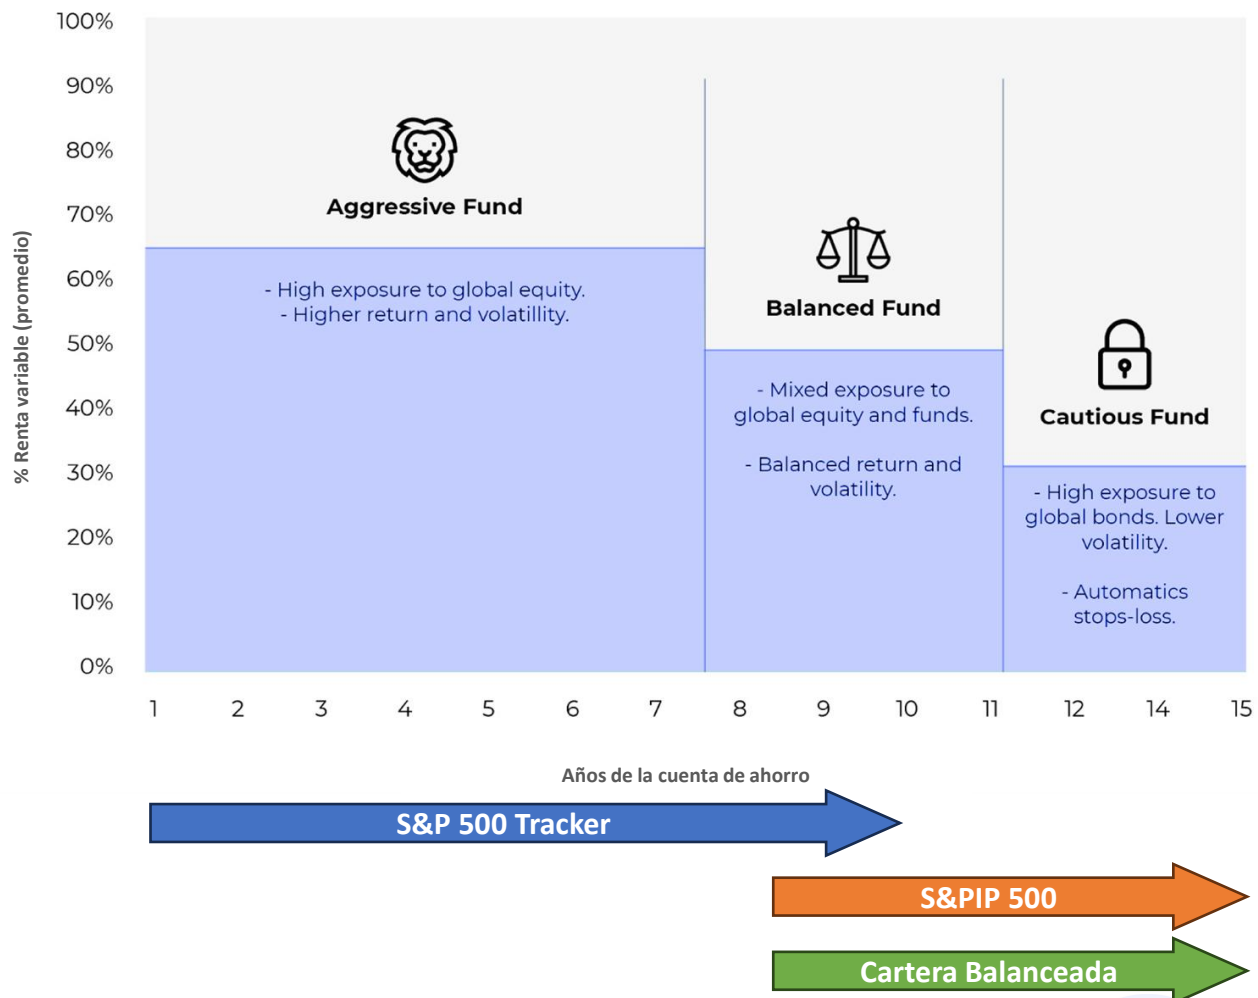 100%
90%
80%
70%
60%
50%
40%
30%
20%
10%
0%
% Renta variable (promedio)
Aggressive Fund
- High exposure to global equity.
- Higher return and volatillity.
Balanced Fund
- Mixed exposure to
global equity and funds.
- Balanced return and
volatility.
Cautious Fund
- High exposure to
global bonds. Lower
volatility.
- Automatics
stops-loss.
1 2 3 4 5 6 7 8 9 10 11 12 14 15
Años de la cuenta de ahorro
S&P 500 Tracker
S&PIP 500
Cartera Balanceada